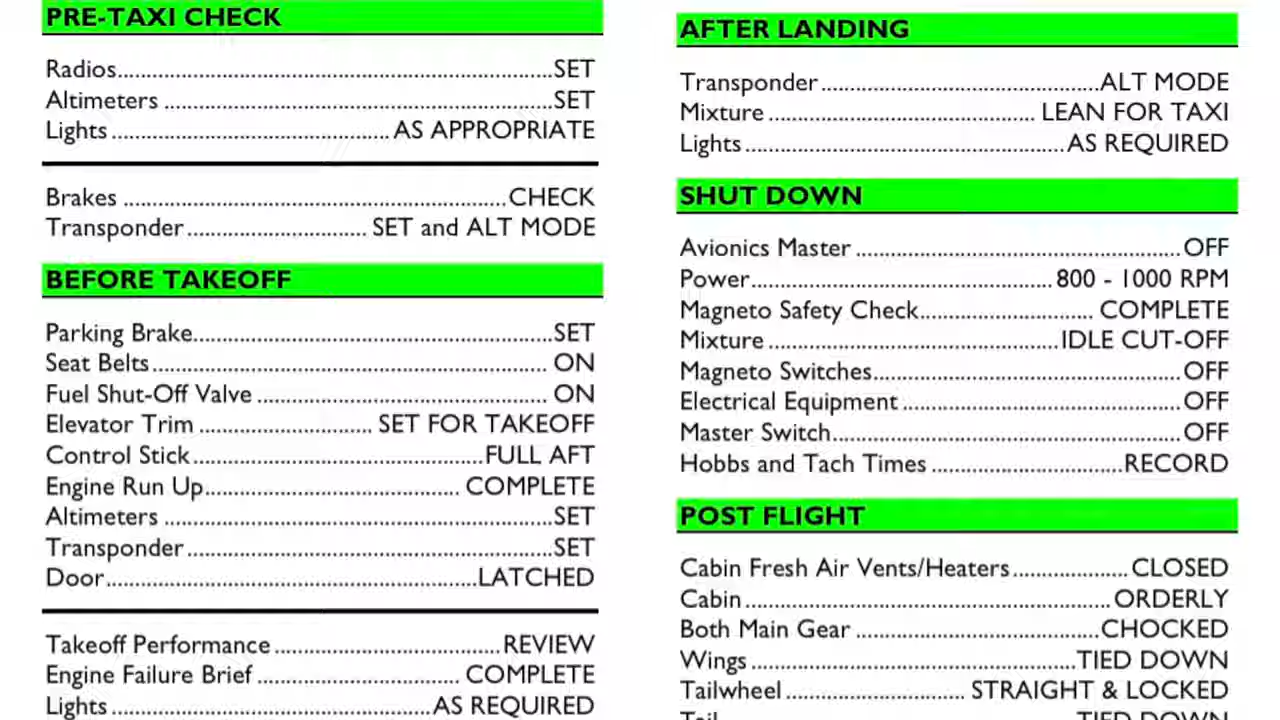 PRE-TAXI CHECK
Radios..........................................................................SET
Altimeters ..................................................................SET
Lights ................................................ AS APPROPRIATE
Brakes ..................................................................CHECK
Transponder............................... SET and ALT MODE
BEFORE TAKEOFF
Parking Brake.............................................................SET
Seat Belts.................................................................... ON
Fuel Shut-Off Valve .................................................. ON
Elevator Trim ............................. SET FOR TAKEOFF
Control Stick..................................................FULL AFT
Engine Run Up............................................ COMPLETE
Altimeters ..................................................................SET
Transponder..............................................................SET
Door................................................................LATCHED
Takeoff Performance.......................................REVIEW
Engine Failure Brief................................... COMPLETE
Lights .......................................................AS REQUIRED
AFTER LANDING
Transponder................................................ALT MODE
Mixture .............................................. LEAN FOR TAXI
Lights.......................................................AS REQUIRED
SHUT DOWN
Avionics Master ........................................................OFF
Power.................................................... 800 - 1000 RPM
Magneto Safety Check.............................. COMPLETE
Mixture ..................................................IDLE CUT-OFF
Magneto Switches.....................................................OFF
Electrical Equipment ................................................OFF
Master Switch............................................................OFF
Hobbs and Tach Times .................................RECORD
POST FLIGHT
Cabin Fresh Air Vents/Heaters....................CLOSED
Cabin...............................................................ORDERLY
Both Main Gear ..........................................CHOCKED
Wings ........................................................TIED DOWN
Tailwheel............................... STRAIGHT & LOCKED
Tail.............................................................TIED DOWN